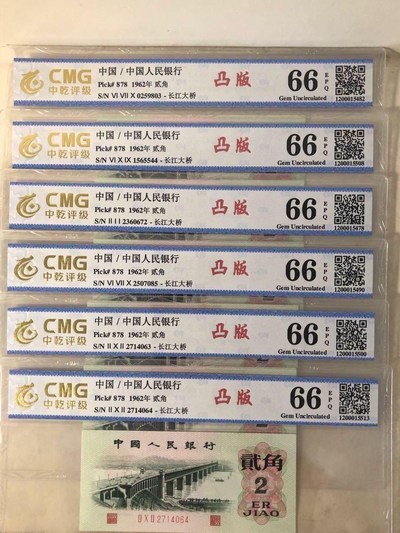 CMG
中乾评级
中国 / 中国人民银行
Pick# 878 1962年 贰角
S/N VI VII X 0259803 - 长江大桥
凸版
66 EPQ
Gem Uncirculated
1200015482
CMG
中乾评级
中国 / 中国人民银行
Pick# 878 1962年 贰角
S/N VI X IX 1565544 - 长江大桥
凸版
66 EPQ
Gem Uncirculated
1200015508
CMG
中乾评级
中国 / 中国人民银行
Pick# 878 1962年 贰角
S/N II I II 2360672 - 长江大桥
凸版
66 EPQ
Gem Uncirculated
1200015478
CMG
中乾评级
中国 / 中国人民银行
Pick# 878 1962年 贰角
S/N VI VII VII 2507085 - 长江大桥
凸版
66 EPQ
Gem Uncirculated
1200015490
CMG
中乾评级
中国 / 中国人民银行
Pick# 878 1962年 贰角
S/N II X II 2714063 - 长江大桥
凸版
66 EPQ
Gem Uncirculated
1200015500
CMG
中乾评级
中国 / 中国人民银行
Pick# 878 1962年 贰角
S/N II X II 2714064 - 长江大桥
凸版
66 EPQ
Gem Uncirculated
1200015513
中國人民銀行
貳角
2
ER JIAO
II X II 2714064